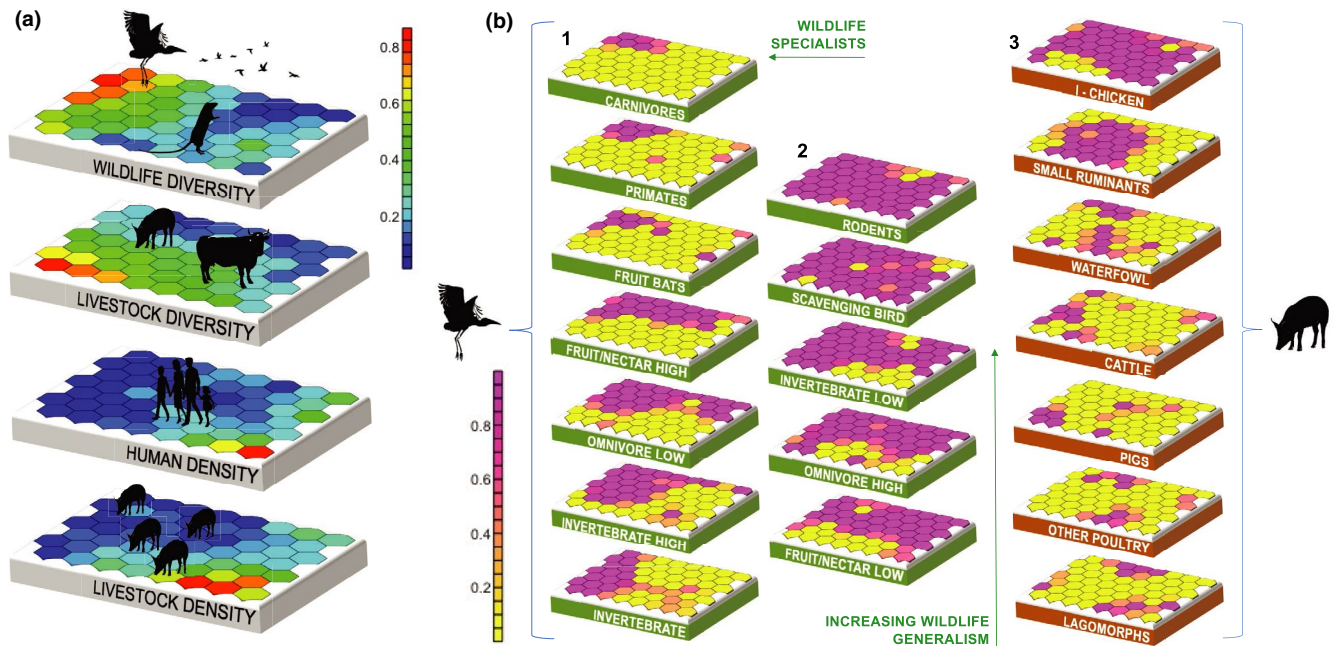 (a)
0.8
0.6
0.4
0.2
WILDLIFE DIVERSITY
LIVESTOCK DIVERSITY
HUMAN DENSITY
LIVESTOCK DENSITY
(b)
WILDLIFE
SPECIALISTS
1
CARNIVORES
PRIMATES
FRUIT BATS
FRUIT/NECTAR HIGH
OMNIVORE LOW
INVERTEBRATE HIGH
INVERTEBRATE
0.8
0.6
0.4
0.2
2
RODENTS
SCAVENGING BIRD
INVERTEBRATE LOW
OMNIVORE HIGH
FRUIT/NECTAR LOW
INCREASING WILDLIFE
GENERALISM
3
I - CHICKEN
SMALL RUMINANTS
WATERFOWL
CATTLE
PIGS
OTHER POULTRY
LAGOMORPHS